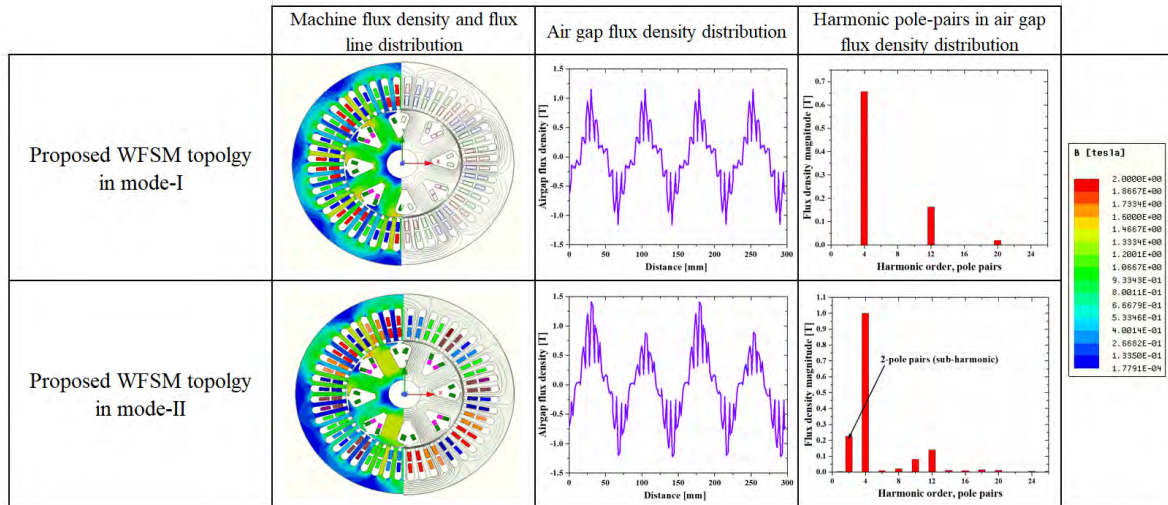 Machine flux density and flux
line distribution
Air gap flux density distribution
Harmonic pole-pairs in air gap
flux density distribution
Proposed WFSM topolgy
in mode-I
Airgap flux density [T]
1.5
1.0
0.5
0.0
-0.5
-1.0
-1.5
0 50 100 150 200 250 300
Distance [mm]
Flux density magnitude [T]
0.7
0.6
0.5
0.4
0.3
0.2
0.1
0.0
4 8 12 16 20 24
Harmonic order, pole pairs
Proposed WFSM topolgy
in mode-II
Airgap flux density [T]
1.5
1.0
0.5
0.0
-0.5
-1.0
-1.5
0 50 100 150 200 250 300
Distance [mm]
Flux density magnitude [T]
1.1
1.0
0.9
0.8
0.7
0.6
0.5
0.4
0.3
0.2
0.1
0.0
2-pole pairs (sub-harmonic)
0 4 8 12 16 20 24
Harmonic order, pole pairs
B [tesla]
2.0000E+00
1.8667E+00
1.7334E+00
1.6000E+00
1.4667E+00
1.3334E+00
1.2001E+00
1.0667E+00
9.3343E-01
8.0011E-01
6.6679E-01
5.3346E-01
4.0014E-01
2.6682E-01
1.3350E-01
1.7791E-04